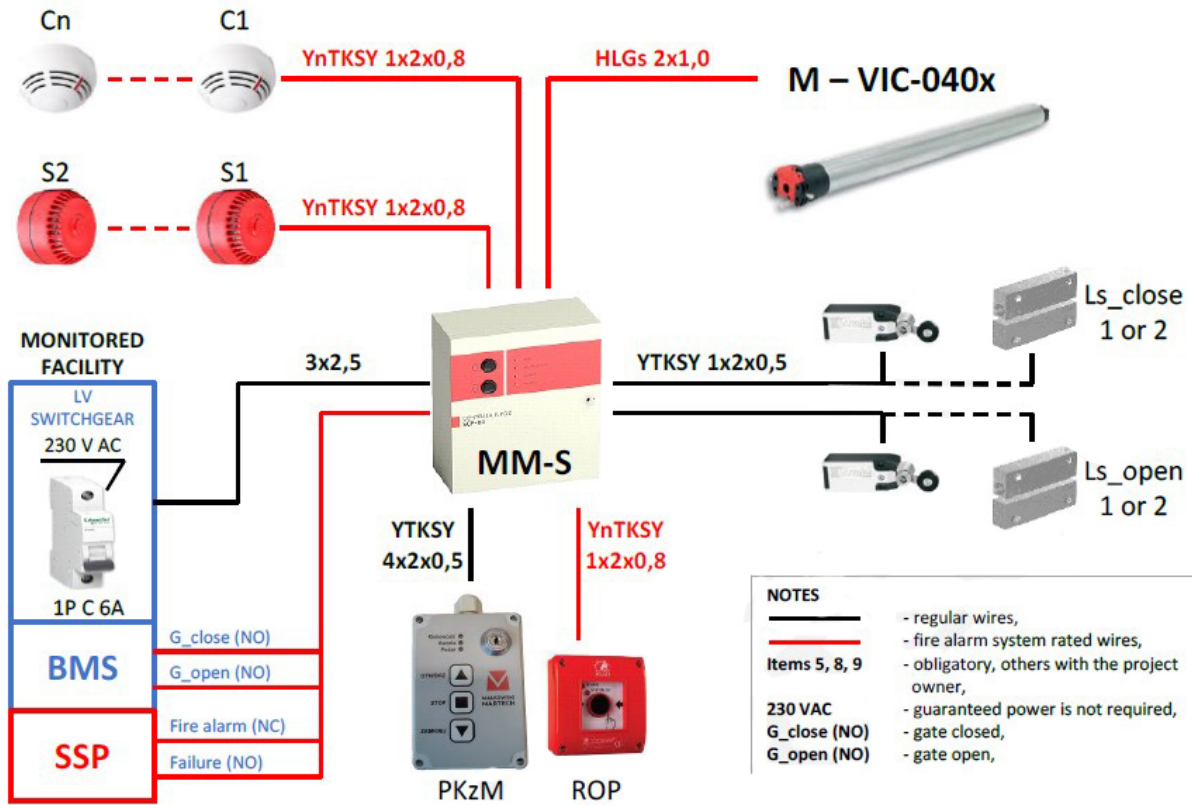 Cn
C1
YnTKSY 1x2x0,8
HLGs 2x1,0
M – VIC-040x
S2
S1
YnTKSY 1x2x0,8
MONITORED
FACILITY
LV
SWITCHGEAR
230 V AC
1P C 6A
3x2,5
YTKSY 1x2x0,5
Ls_close
1 or 2
MM-S
Ls_open
1 or 2
YTKSY
4x2x0,5
YnTKSY
1x2x0,8
BMS
G_close (NO)
G_open (NO)
SSP
Fire alarm (NC)
Failure (NO)
STOP
PKzM
ROP
NOTES
- regular wires,
- fire alarm system rated wires,
Items 5, 8, 9 - obligatory, others with the project
owner,
230 VAC - guaranteed power is not required,
G_close (NO) - gate closed,
G_open (NO) - gate open,